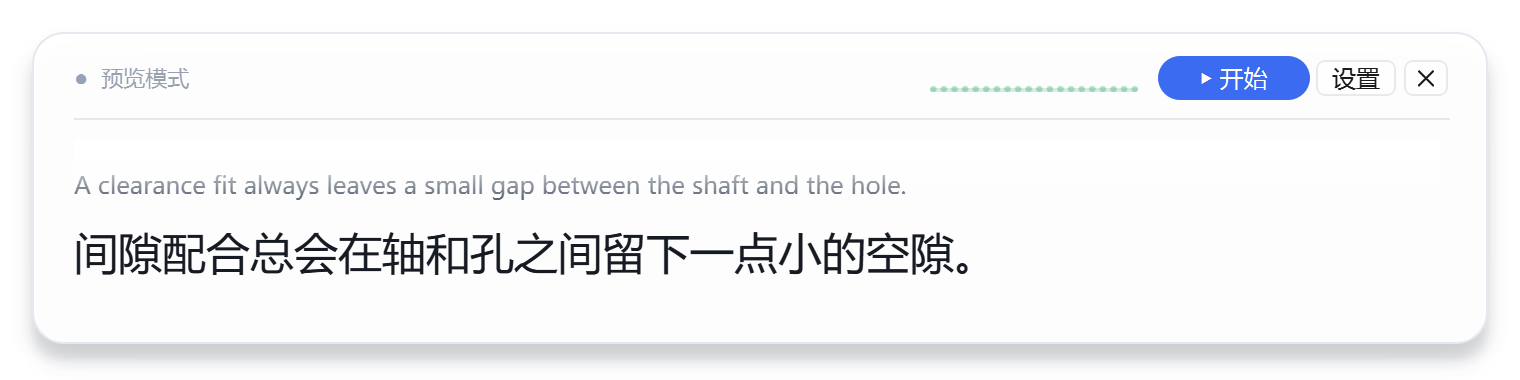 预览模式
▶ 开始
设置
×
A clearance fit always leaves a small gap between the shaft and the hole.
间隙配合总会在轴和孔之间留下一点小的空隙。